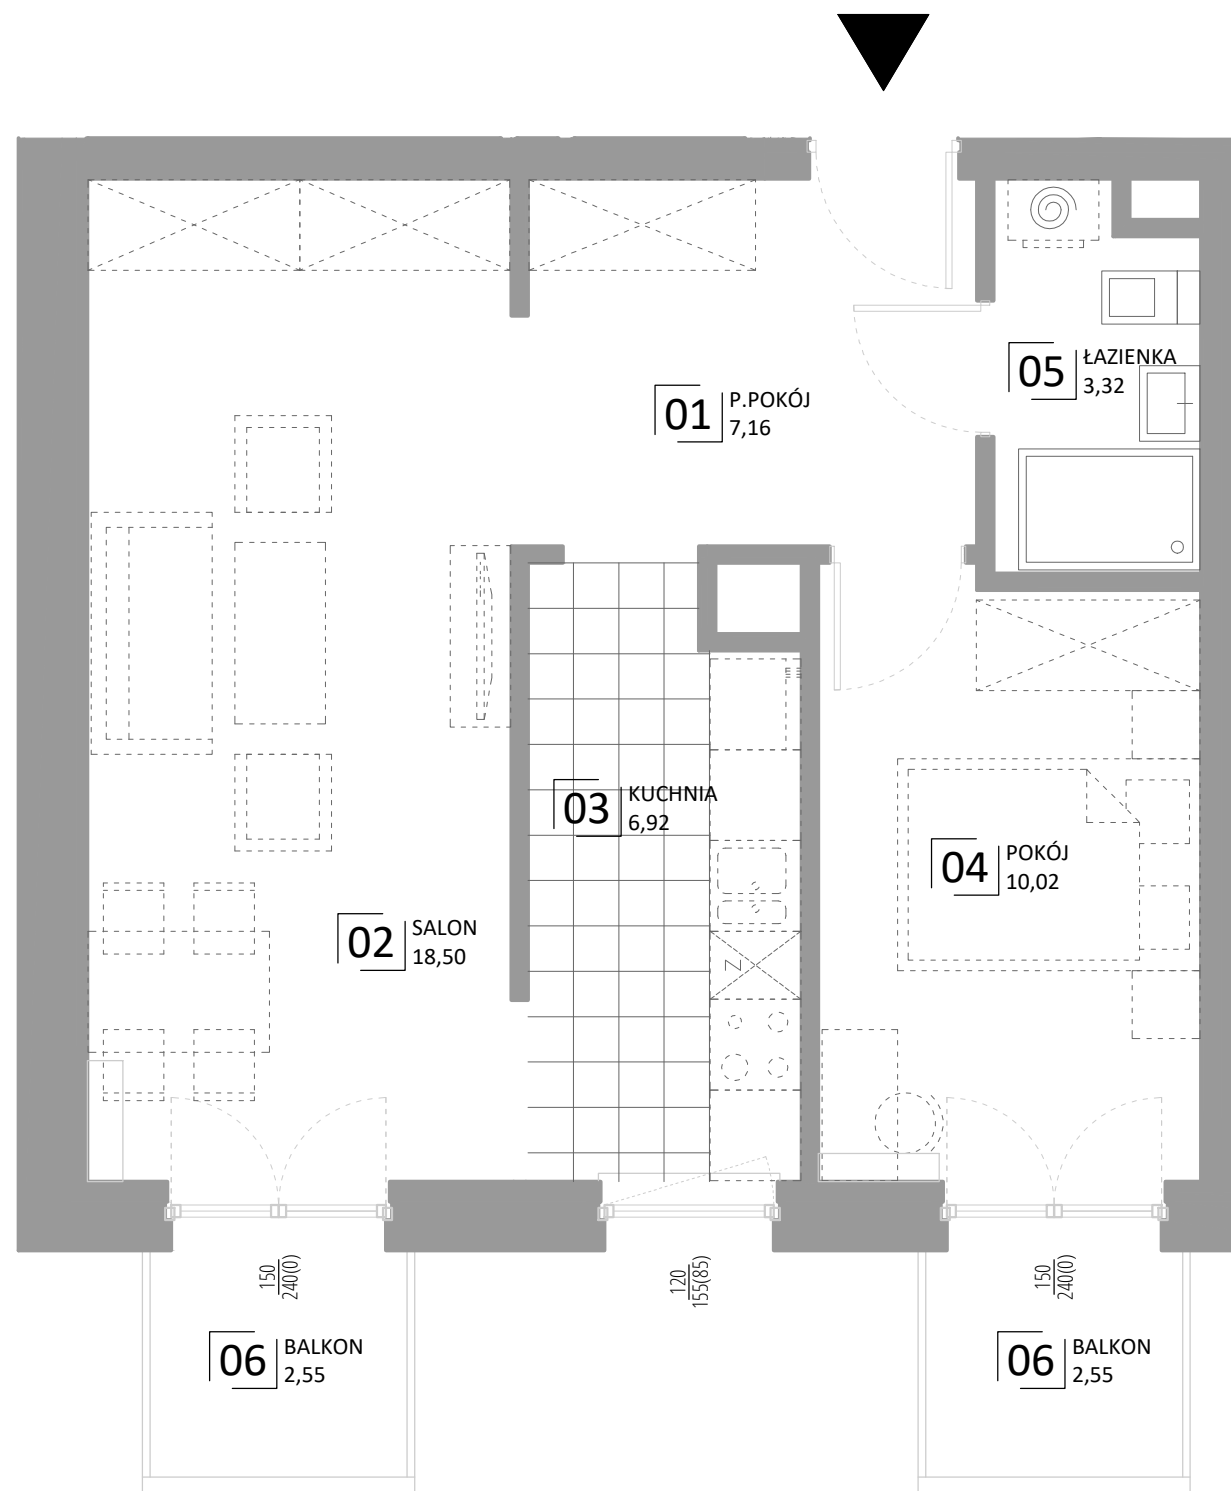 05
ŁAZIENKA
3,32
01
P.POKÓJ
7,16
03
KUCHNIA
6,92
04
POKÓJ
10,02
02
SALON
18,50
Z
150
240(0)
120
155(85)
150
240(0)
06
BALKON
2,55
06
BALKON
2,55